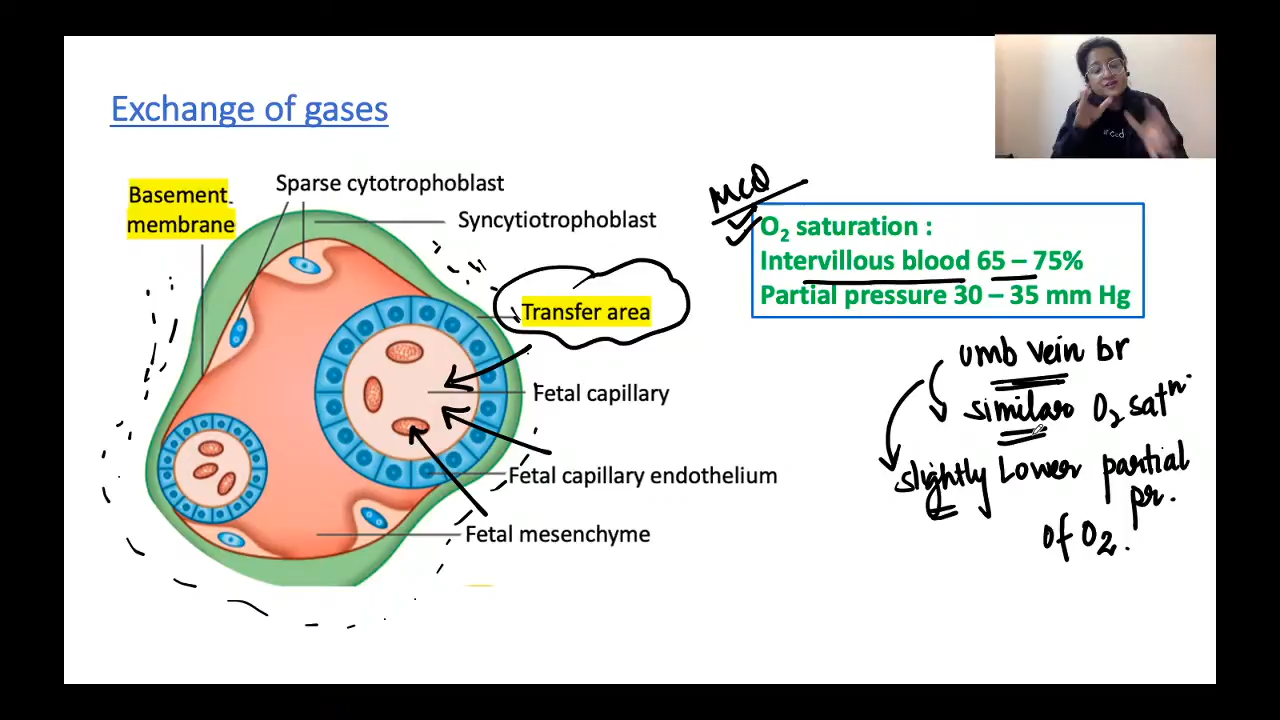 Exchange of gases
Sparse cytotrophoblast
Basement
membrane
Syncytiotrophoblast
Transfer area
Fetal capillary
Fetal capillary endothelium
Fetal mesenchyme
MCQ
O2 saturation :
Intervillous blood 65 – 75%
Partial pressure 30 – 35 mm Hg
umb vein br
similar O2 satn.
slightly Lower partial
pr.
of O2.